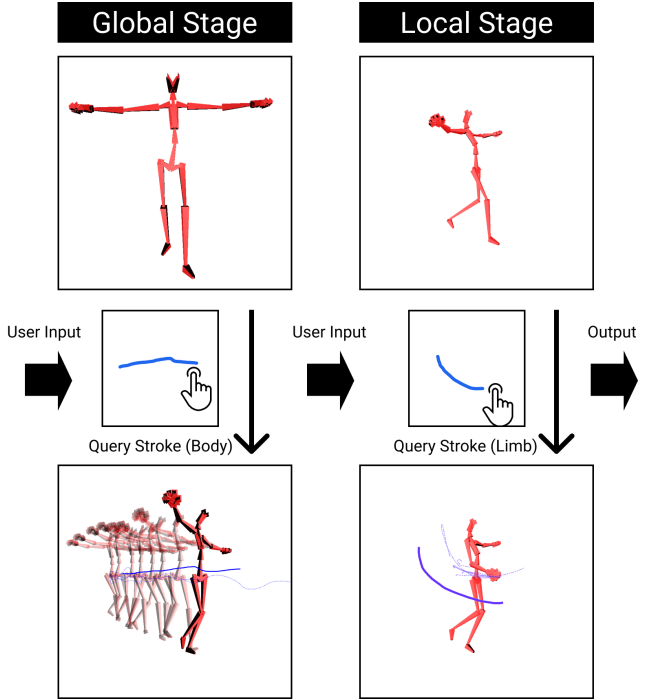 Global Stage
Local Stage
User Input
User Input
Output
Query Stroke (Body)
Query Stroke (Limb)